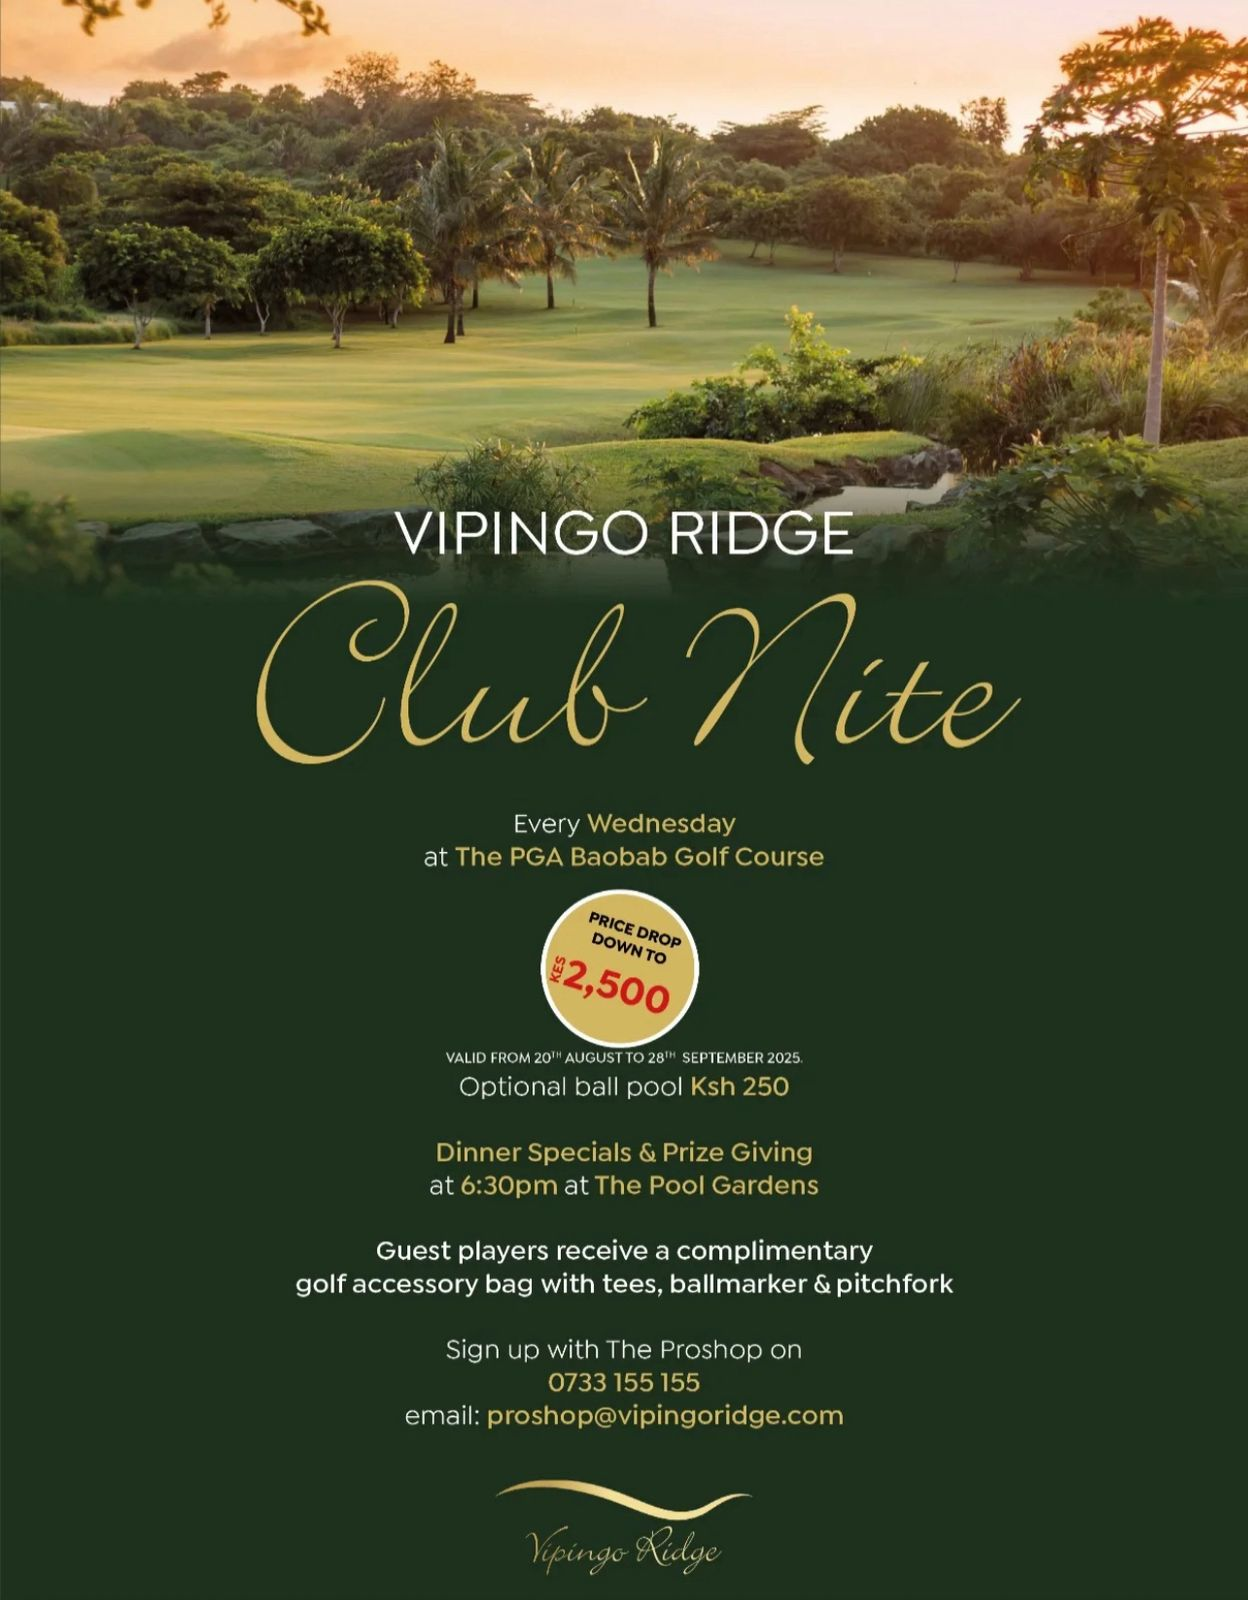 VIPINGO RIDGE
Club Nite
Every Wednesday
at The PGA Baobab Golf Course
PRICE DROP
DOWN TO
KES 2,500
VALID FROM 20TH AUGUST TO 28TH SEPTEMBER 2025.
Optional ball pool Ksh 250
Dinner Specials & Prize Giving
at 6:30pm at The Pool Gardens
Guest players receive a complimentary
golf accessory bag with tees, ballmarker & pitchfork
Sign up with The Proshop on
0733 155 155
email: proshop@vipingoridge.com
Vipingo Ridge